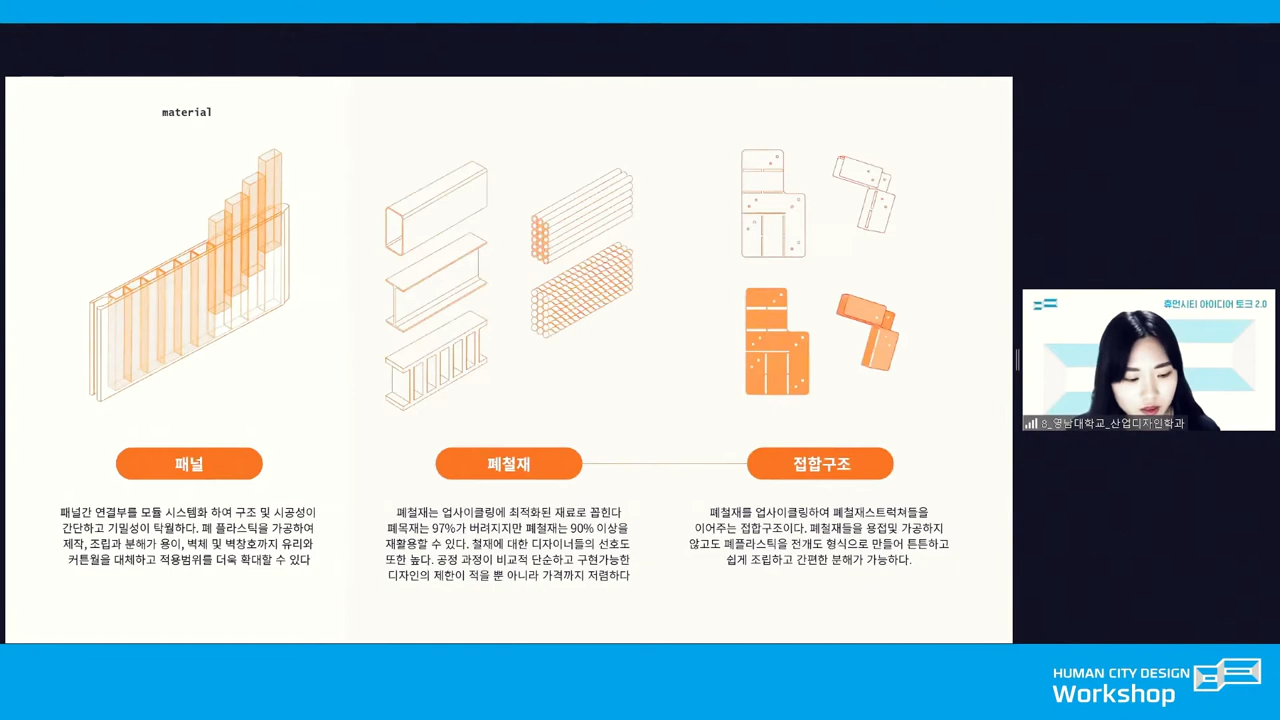 material
패널
패널간 연결부를 모듈 시스템화 하여 구조 및 시공성이
간단하고 기밀성이 탁월하다. 폐 플라스틱을 가공하여
제작, 조립과 분해가 용이, 벽체 및 벽창호까지 유리와
커튼월을 대체하고 적용범위를 더욱 확대할 수 있다
폐철재
폐철재는 업사이클링에 최적화된 재료로 꼽힌다
폐목재는 97%가 버려지지만 폐철재는 90% 이상을
재활용할 수 있다. 철재에 대한 디자이너들의 선호도
또한 높다. 공정 과정이 비교적 단순하고 구현가능한
디자인의 제한이 적을 뿐 아니라 가격까지 저렴하다
접합구조
폐철재를 업사이클링하여 폐철재스트럭쳐들을
이어주는 접합구조이다. 폐철재들을 용접및 가공하지
않고도 폐플라스틱을 전개도 형식으로 만들어 튼튼하고
쉽게 조립하고 간편한 분해가 가능하다.
휴먼시티 아이디어 토크 2.0
8_영남대학교_산업디자인학과
HUMAN CITY DESIGN
Workshop